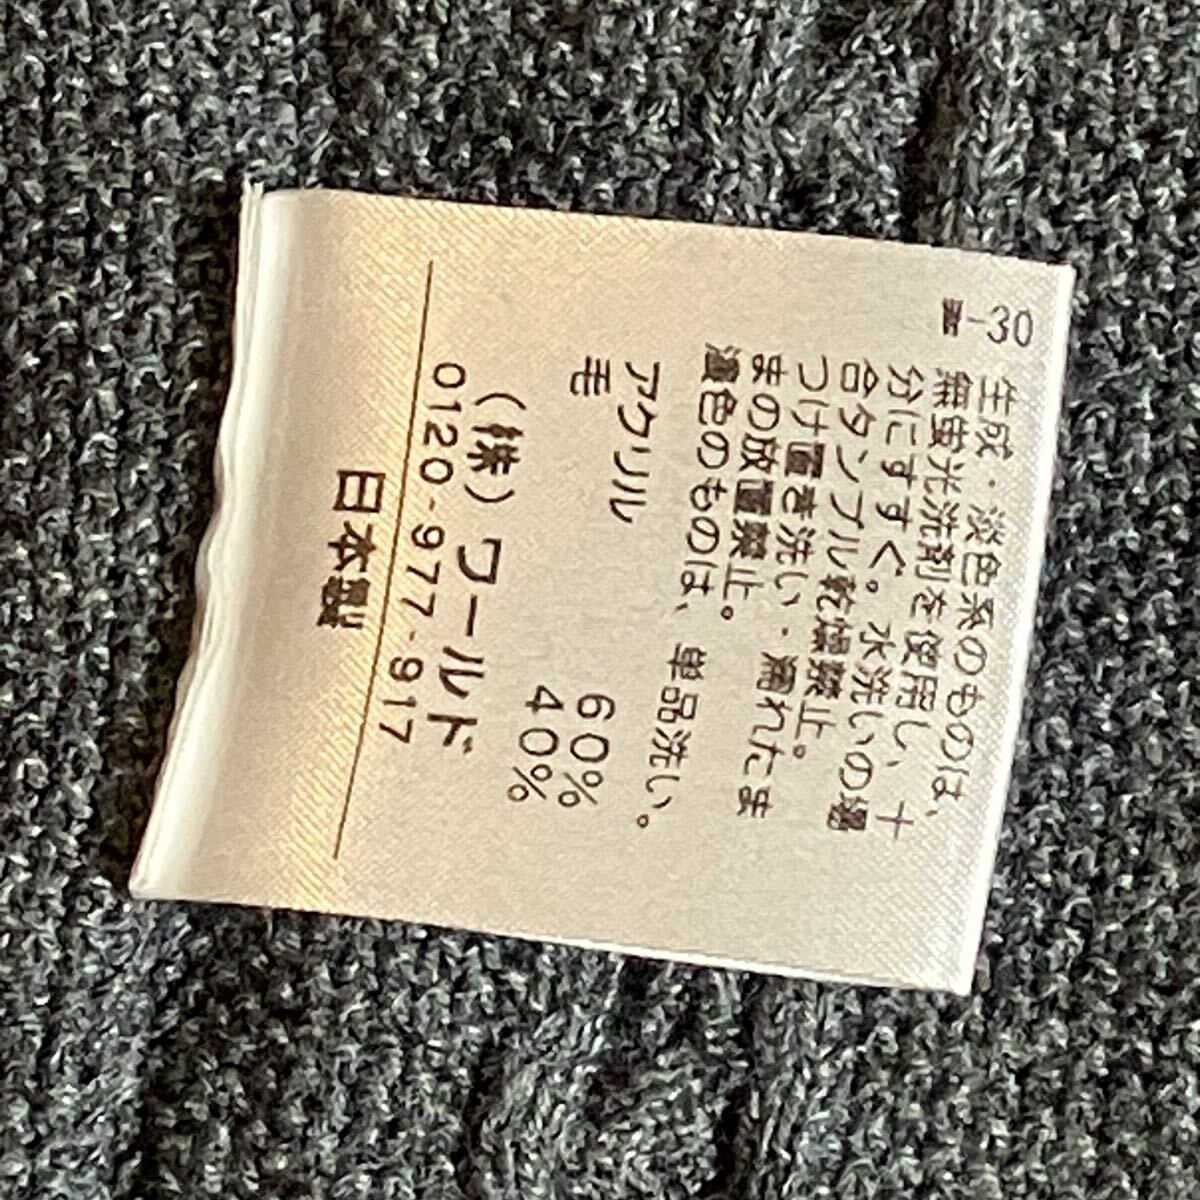 -30
生成・淡色系のものは、
無蛍光洗剤を使用し、十
分にすすぐ。水洗いの場
合タンブル乾燥禁止。
つけ置き洗い・濡れたま
まの放置禁止。
濃色のものは、単品洗い。
アクリル 60%
毛 40%
(株)ワールド
0120-977-917
日本製